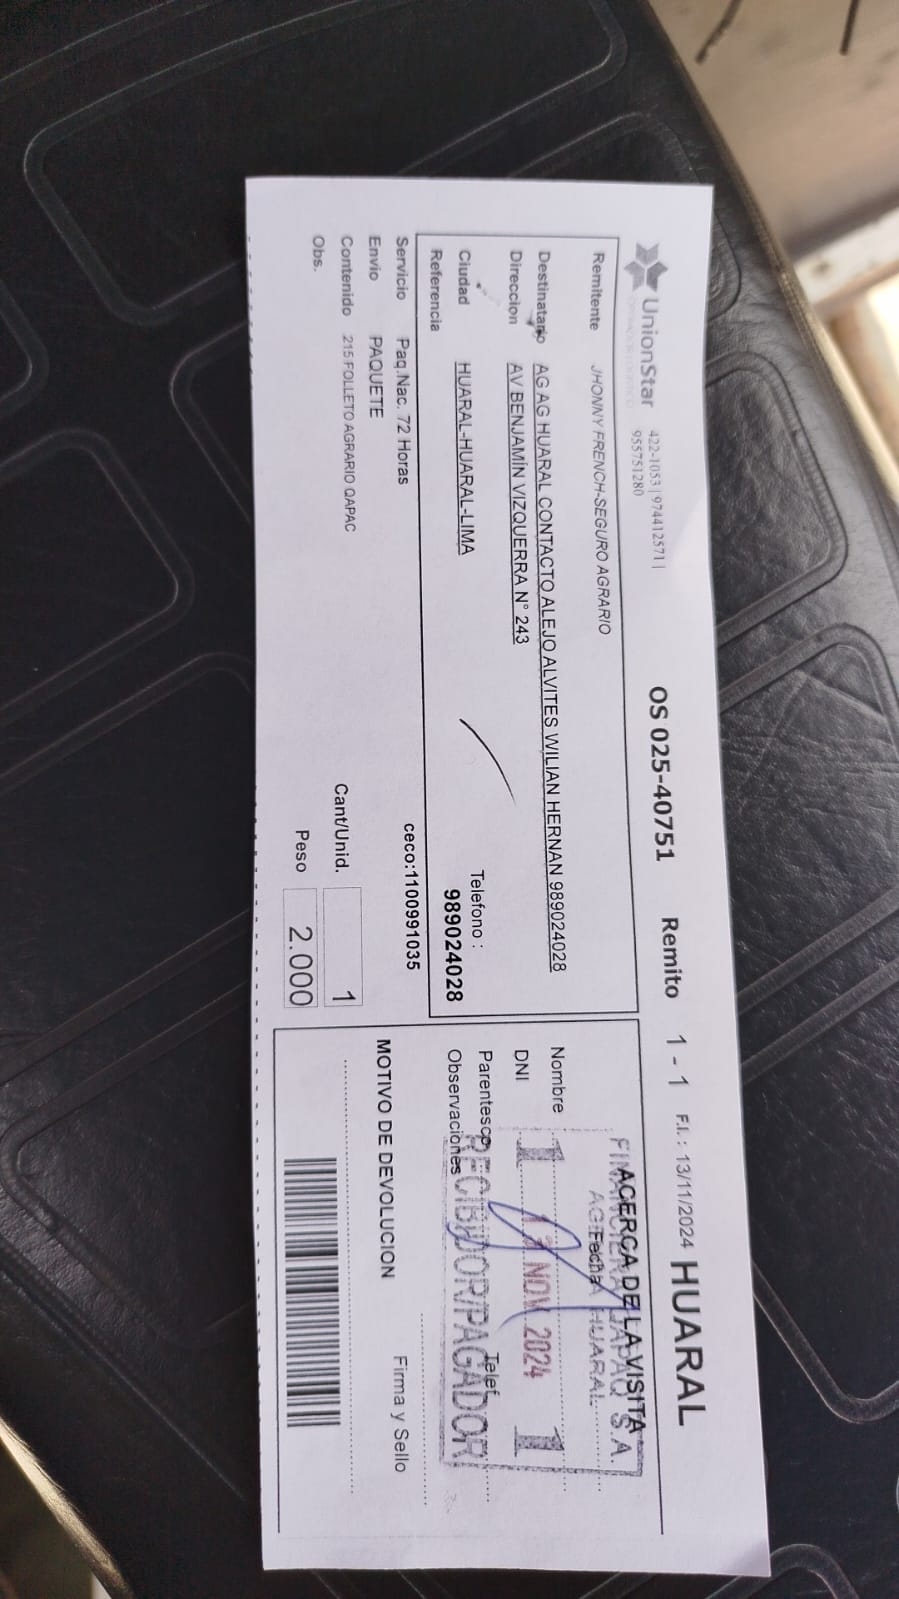 UnionStar
422-1053 | 974412571 |
955751280
OS 025-40751 Remito 1 - 1 F.I.: 13/11/2024 HUARAL
Remitente JHONNY FRENCH-SEGURO AGRARIO
Destinatario AG AG HUARAL CONTACTO ALEJO ALVITES WILIAN HERNAN 989024028
Direccion AV BENJAMÍN VIZQUERRA N° 243
Ciudad HUARAL-HUARAL-LIMA
Telefono :
989024028
Referencia
Servicio Paq.Nac. 72 Horas
ceco:1100991035
Envio PAQUETE
Contenido 215 FOLLETO AGRARIO QAPAC
Cant/Unid. 1
Obs.
Peso 2.000
ACERCA DE LA VISITA
Fecha
Nombre
DNI
Parentesco
Telef.
Observaciones
S.A.
HUARAL
1 NOV. 2024 1
RECIBIDOR/PAGADOR
MOTIVO DE DEVOLUCION
Firma y Sello